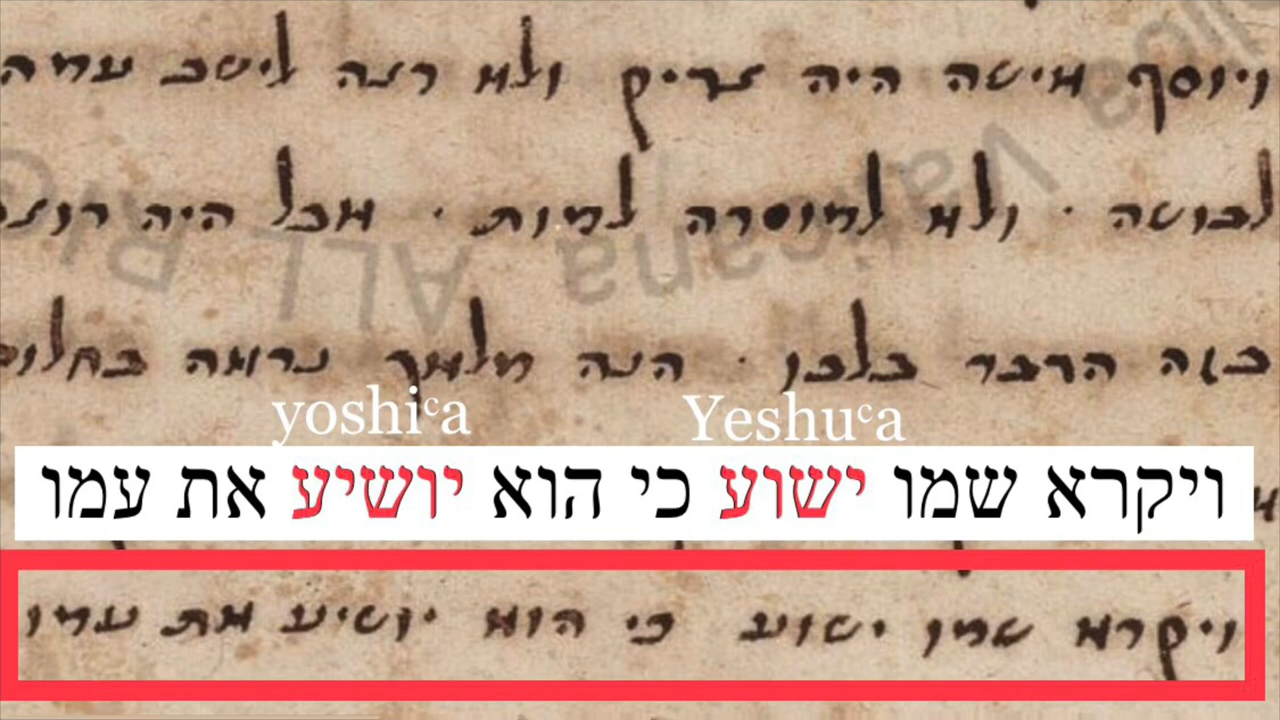 ויוסף אישה היה צדיק ולא רצה לישב עמה
לבושה · ולא למוסרה למות · אבל היה רוצה
בזה הדבר בלבו · הנה מלאך נראה בחלום
yoshiᶜa Yeshuᶜa
ויקרא שמו ישוע כי הוא יושיע את עמו
ויקרא שמו ישוע כי הוא יושיע את עמו